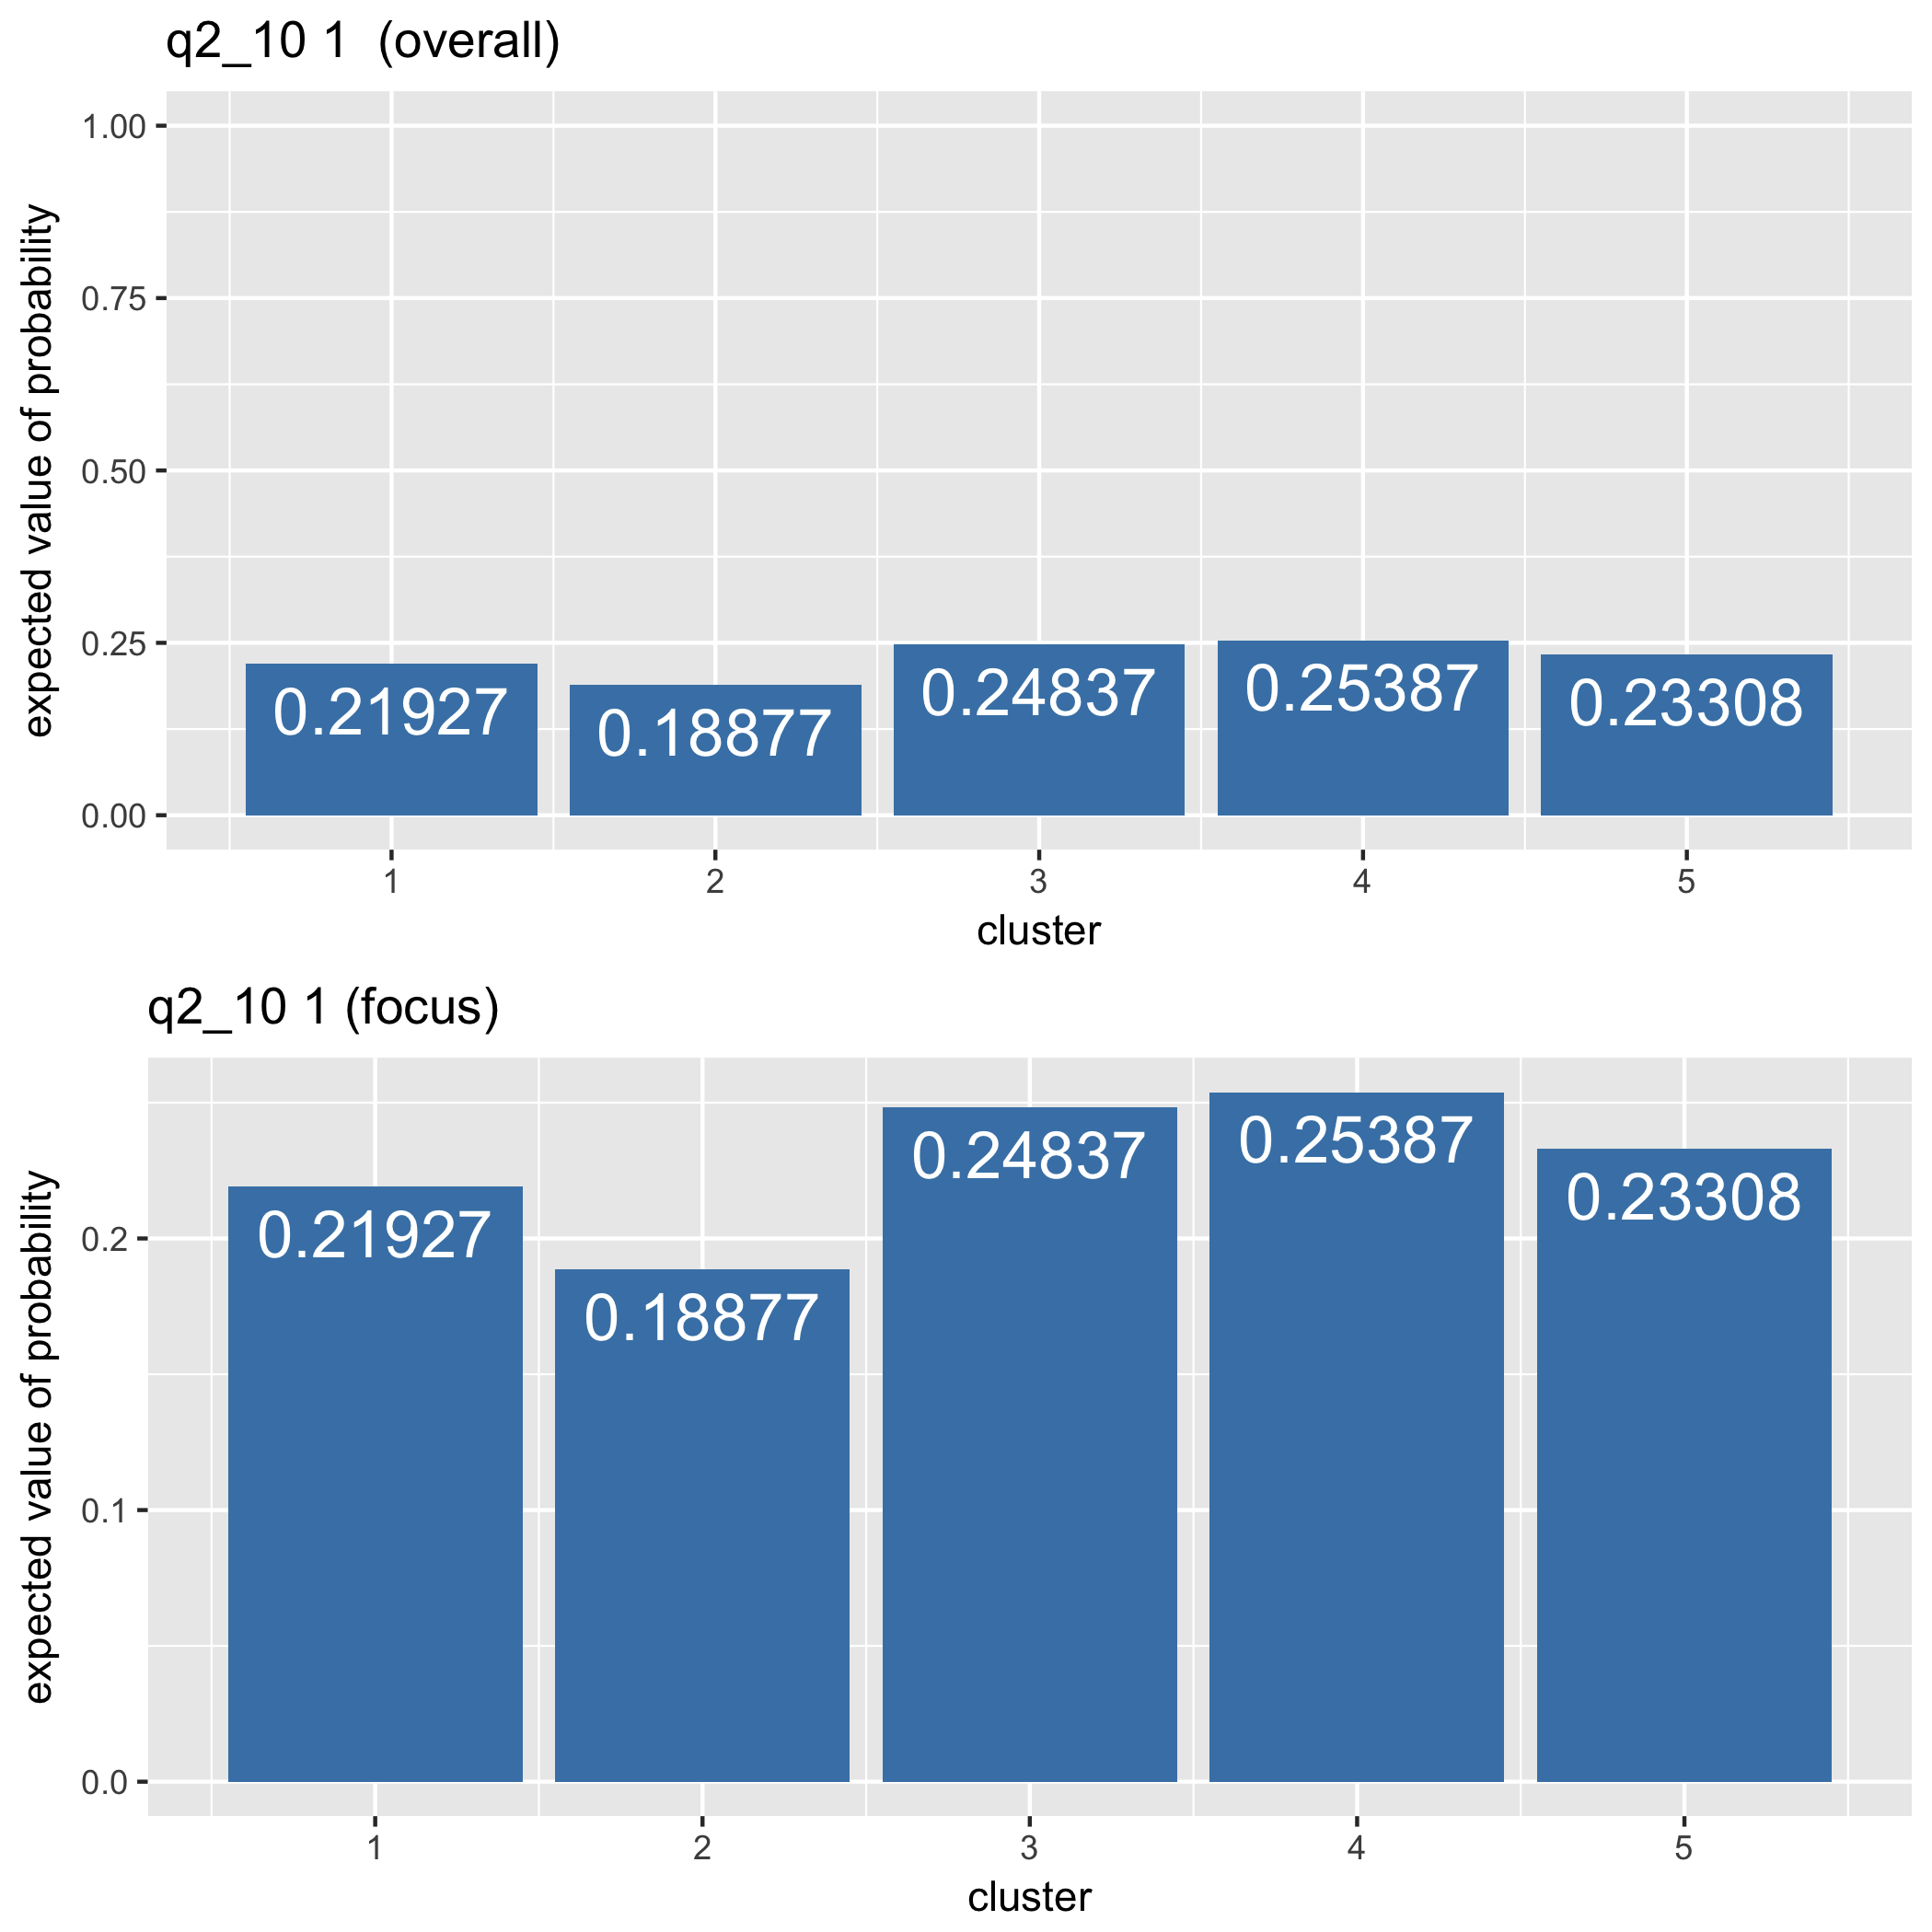 q2_10 1  (overall)
expected value of probability
1.00
0.75
0.50
0.25
0.00
0.21927
0.18877
0.24837
0.25387
0.23308
1 2 3 4 5
cluster
q2_10 1 (focus)
expected value of probability
0.2
0.1
0.0
0.21927
0.18877
0.24837
0.25387
0.23308
1 2 3 4 5
cluster